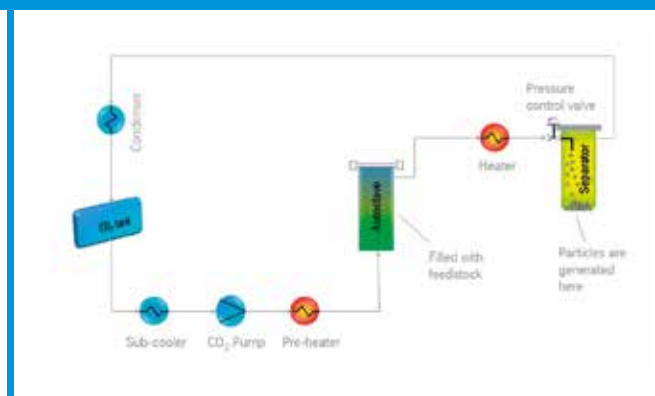 Pressure
control valve
Condenser
Heater
Separator
Autoclave
CO₂ tank
Filled with
feedstock
Particles are
generated
here
Sub-cooler
CO₂ Pump
Pre-heater